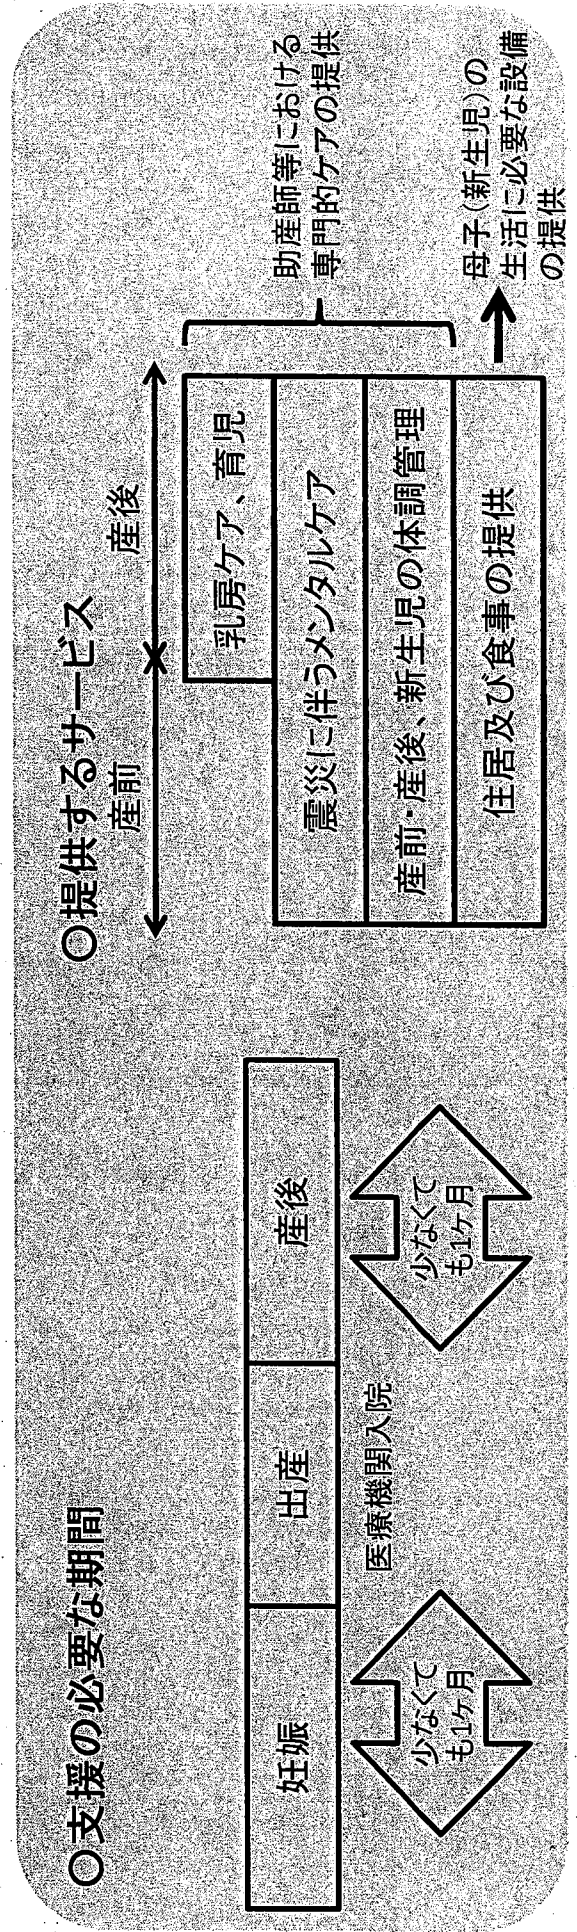 ○支援の必要な期間
妊娠
出産
産後
医療機関入院
少なくて
も1ヶ月
少なくて
も1ヶ月
○提供するサービス
産前
産後
乳房ケア、育児
震災に伴うメンタルケア
産前・産後、新生児の体調管理
住居及び食事の提供
助産師等における
専門的ケアの提供
母子(新生児)の
生活に必要な設備
の提供